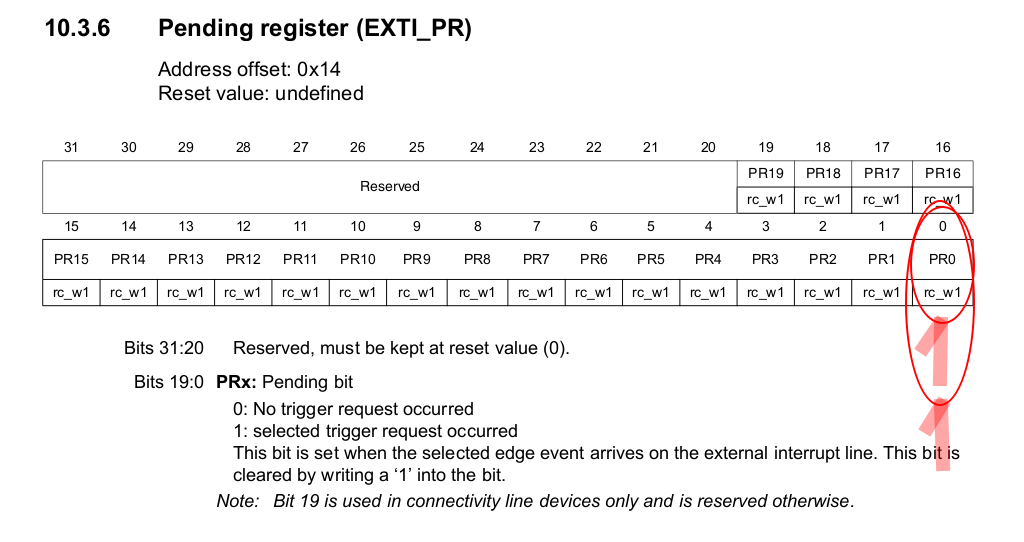 10.3.6 Pending register (EXTI_PR)
Address offset: 0x14
Reset value: undefined
31 30 29 28 27 26 25 24 23 22 21 20 19 18 17 16
Reserved PR19 PR18 PR17 PR16
rc_w1 rc_w1 rc_w1 rc_w1
15 14 13 12 11 10 9 8 7 6 5 4 3 2 1 0
PR15 PR14 PR13 PR12 PR11 PR10 PR9 PR8 PR7 PR6 PR5 PR4 PR3 PR2 PR1 PR0
rc_w1 rc_w1 rc_w1 rc_w1 rc_w1 rc_w1 rc_w1 rc_w1 rc_w1 rc_w1 rc_w1 rc_w1 rc_w1 rc_w1 rc_w1 rc_w1
1
Bits 31:20 Reserved, must be kept at reset value (0).
Bits 19:0 PRx: Pending bit
0: No trigger request occurred
1: selected trigger request occurred
1
This bit is set when the selected edge event arrives on the external interrupt line. This bit is
cleared by writing a ‘1’ into the bit.
Note: Bit 19 is used in connectivity line devices only and is reserved otherwise.